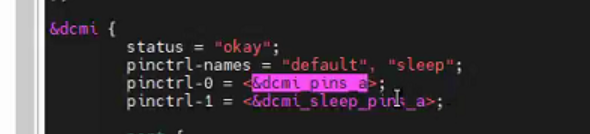 &dcmi {
status = "okay";
pinctrl-names = "default", "sleep";
pinctrl-0 = <&dcmi_pins_a>;
pinctrl-1 = <&dcmi_sleep_pins_a>;